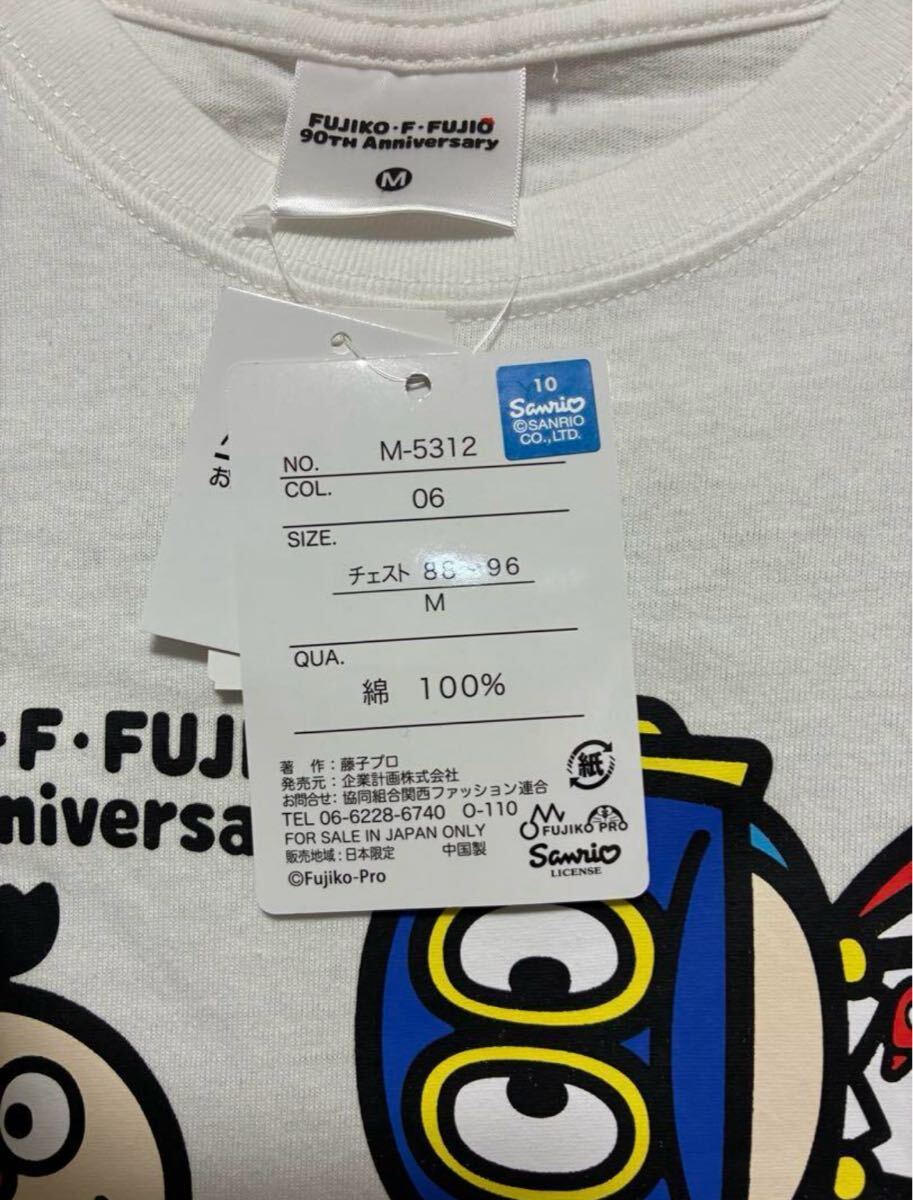 FUJIKO・F・FUJIO
90TH Anniversary
M
10
Sanrio
©SANRIO
CO., LTD.
お
NO. M-5312
COL. 06
SIZE.
チェスト 88 96
M
QUA.
綿 100%
著 作：藤子プロ
発売元：企業計画株式会社
お問合せ：協同組合関西ファッション連合
TEL 06-6228-6740 O-110
FOR SALE IN JAPAN ONLY
販売地域：日本限定 中国製
©Fujiko-Pro
紙
FUJIKO PRO
Sanrio
LICENSE
・F・FUJI
niversa